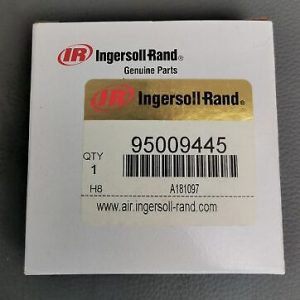 IR Ingersoll-Rand®
Genuine Parts
IR Ingersoll-Rand®
95009445
QTY
1
H8 A181097
www.air.ingersoll-rand.com